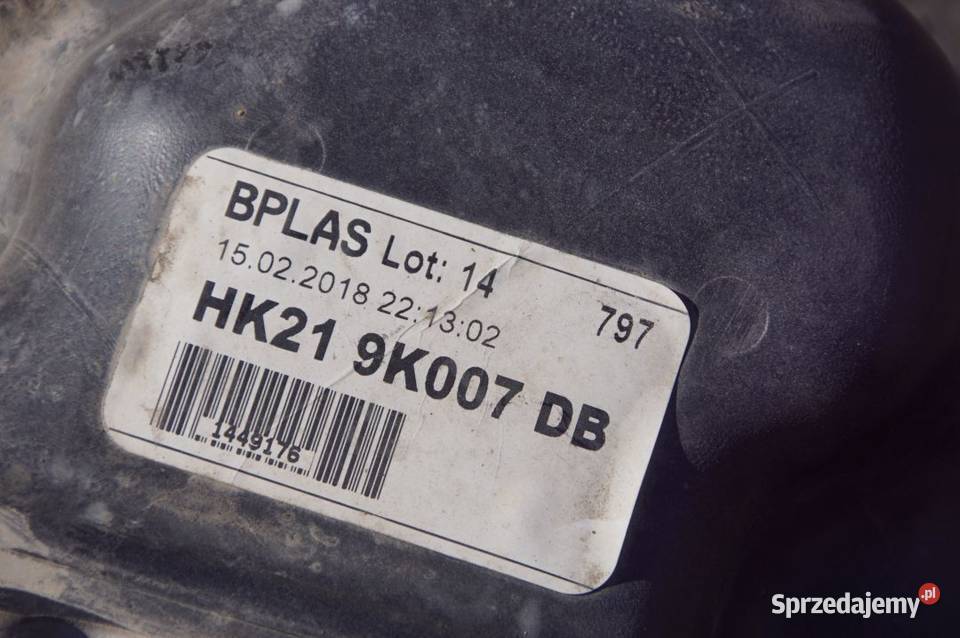 BPLAS Lot: 14
15.02.2018 22:13:02
797
HK21 9K007 DB
1449176
Sprzedajemy.pl